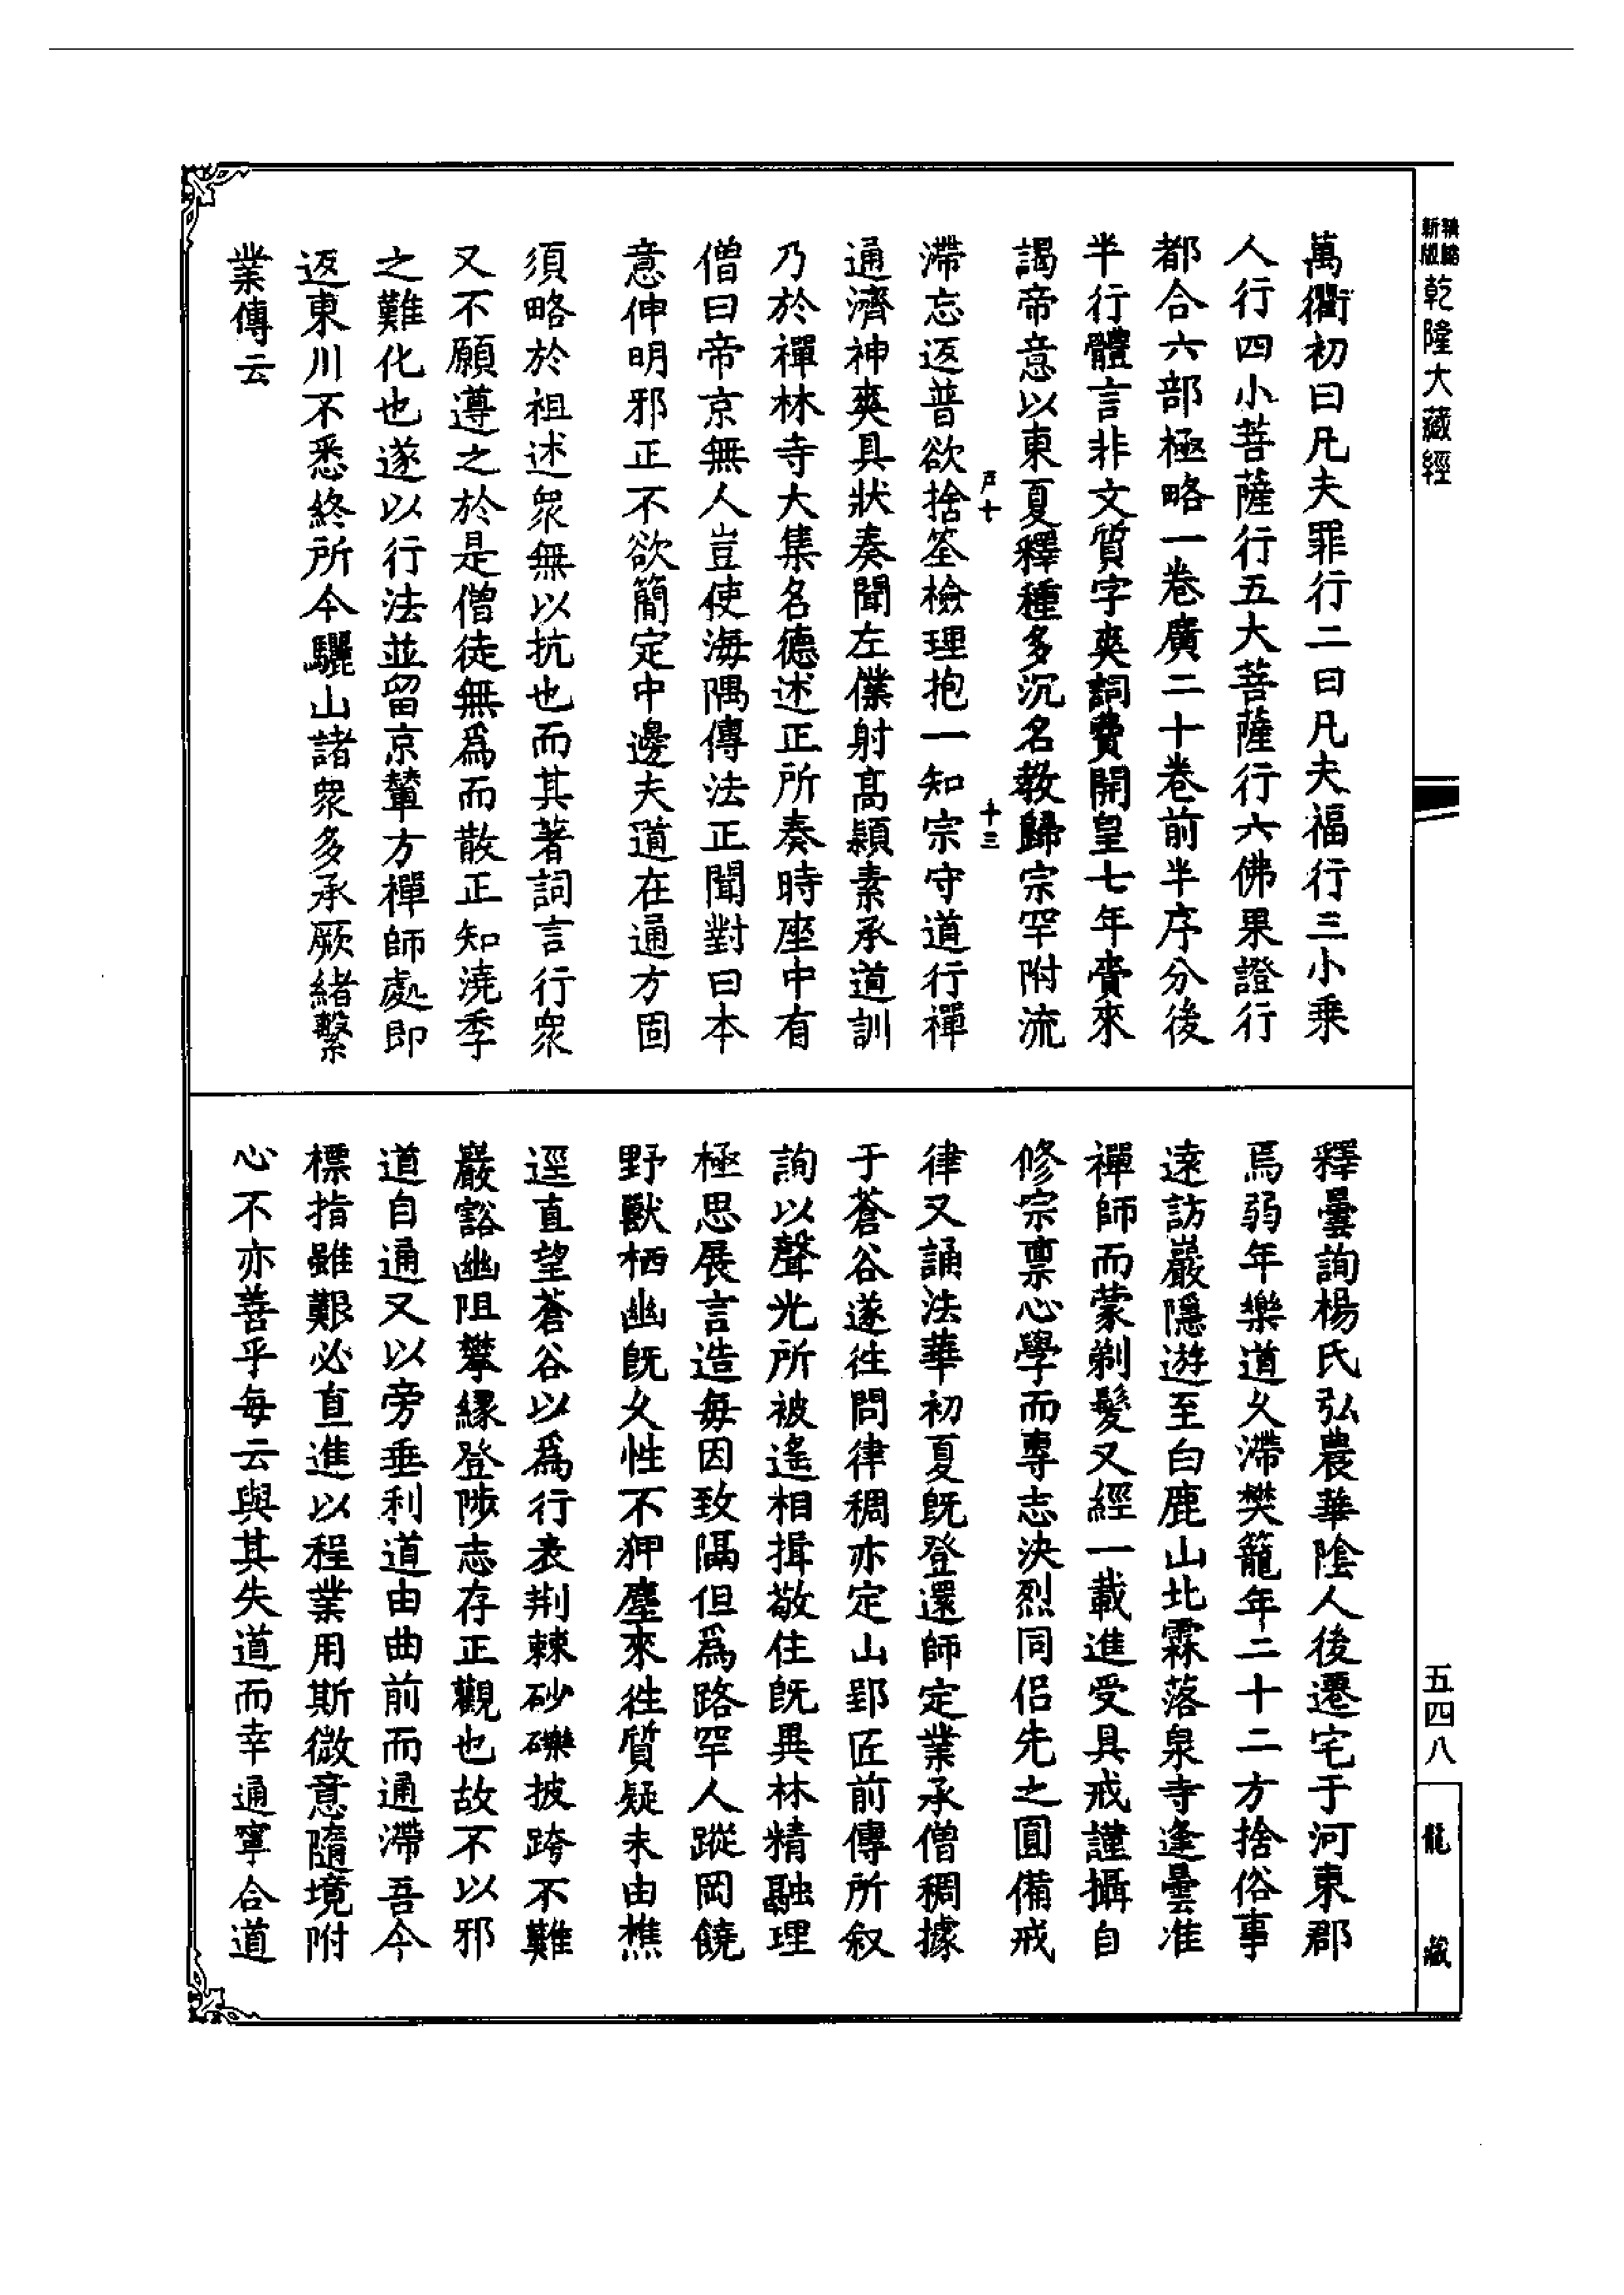 新版精縮乾隆大藏經
五四八
龍藏
萬衢初曰凡夫罪行二曰凡夫福行三小乗
人行四小菩薩行五大菩薩行六佛果證行
都合六部極略一卷廣二十卷前半序分後
半行體言非文質字爽詞費開皇七年賷來
謁帝意以東夏釋種多沉名教歸宗罕附流
戸十
十三
滯忘返普欲捨筌檢理抱一知宗守道行禪
通濟神爽具狀奏聞左僕射髙熲素承道訓
乃於禪林寺大集名德述正所奏時座中有
僧曰帝京無人豈使海隅傳法正聞對曰本
意伸明邪正不欲簡定中邊夫道在通方固
須略於祖述衆無以抗也而其著詞言行衆
又不願遵之於是僧徒無爲而散正知澆季
之難化也遂以行法並留京輦方禪師處即
返東川不悉終所今驪山諸衆多承厥緒繫
業傳云
釋曇詢楊氏弘農華陰人後遷宅于河東郡
焉弱年樂道久滯樊籠年二十二方捨俗事
遠訪巖隱遊至白鹿山北霖落泉寺逢曇准
禪師而蒙剃髮又經一載進受具戒謹攝自
修宗禀心學而專志決烈同侣先之圓備戒
律又誦法華初夏既登還師定業承僧稠據
于蒼谷遂徃問律稠亦定山郢匠前傳所叙
詢以聲光所被遙相揖敬住既異林精融理
極思展言造毎因致隔但爲路罕人蹤岡饒
野獸栖幽旣久性不狎塵來徃質疑未由樵
逕直望蒼谷以爲行表荆棘砂礫披跨不難
巖豁幽阻攀縁登陟志存正觀也故不以邪
道自通又以旁垂利道由曲前而通滯吾今
標指雖艱必直進以程業用斯微意隨境附
心不亦善乎毎云與其失道而幸通寧合道